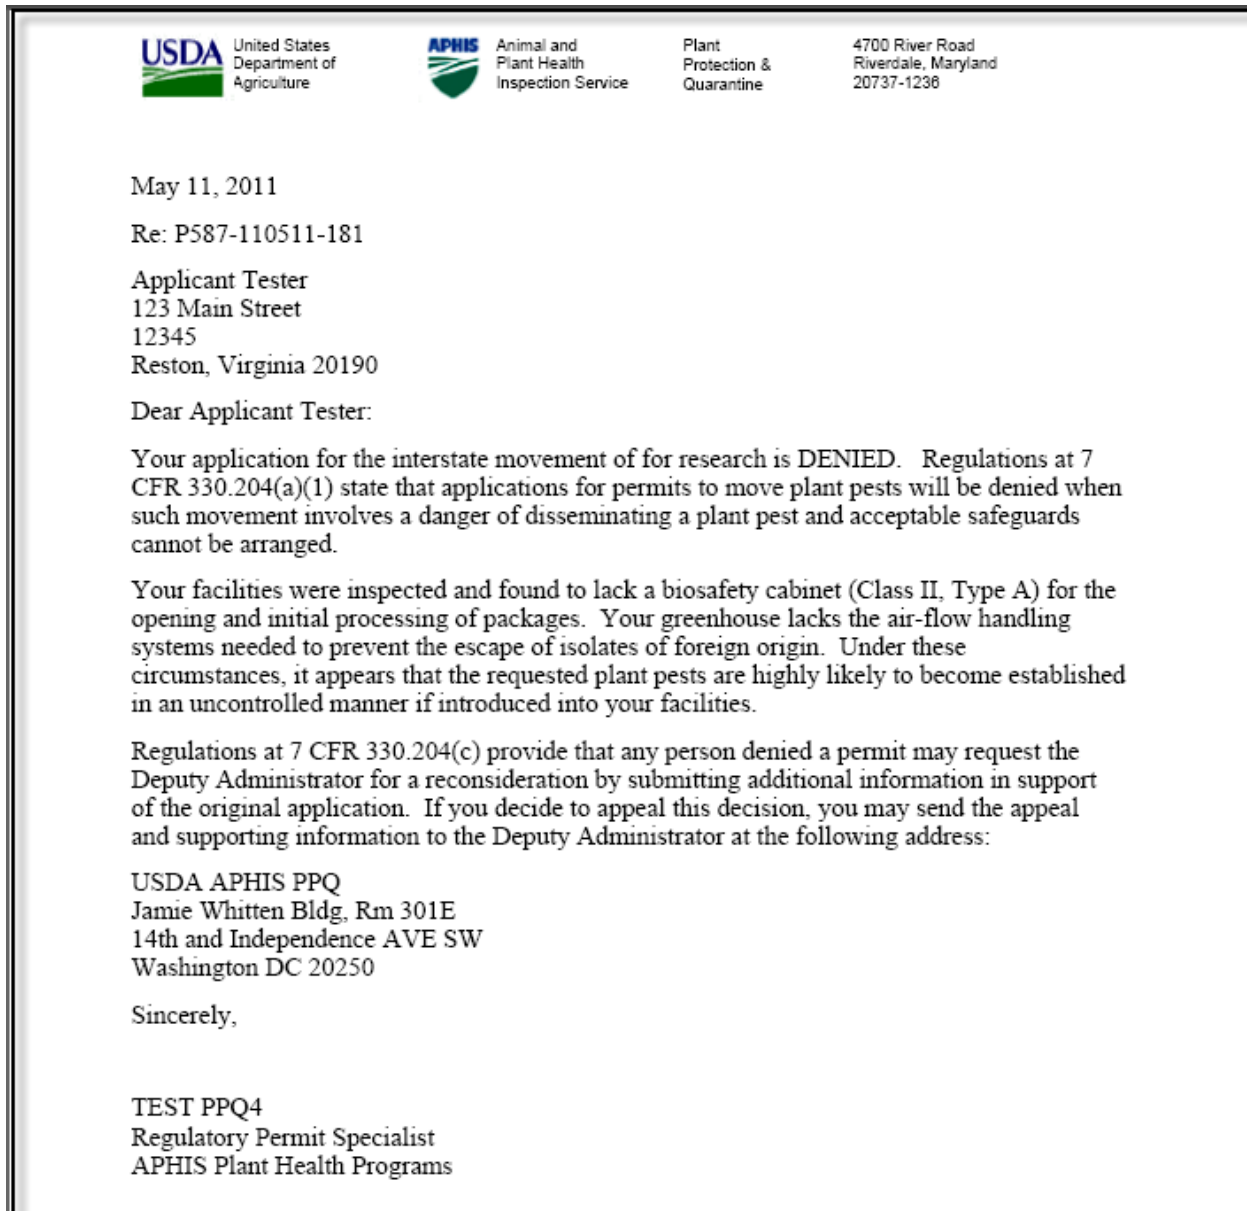 USDA
United States
Department of
Agriculture
APHIS
Animal and
Plant Health
Inspection Service
Plant
Protection &
Quarantine
4700 River Road
Riverdale, Maryland
20737-1236
May 11, 2011
Re: P587-110511-181
Applicant Tester
123 Main Street
12345
Reston, Virginia 20190
Dear Applicant Tester:
Your application for the interstate movement of for research is DENIED.   Regulations at 7
CFR 330.204(a)(1) state that applications for permits to move plant pests will be denied when
such movement involves a danger of disseminating a plant pest and acceptable safeguards
cannot be arranged.
Your facilities were inspected and found to lack a biosafety cabinet (Class II, Type A) for the
opening and initial processing of packages.  Your greenhouse lacks the air-flow handling
systems needed to prevent the escape of isolates of foreign origin.  Under these
circumstances, it appears that the requested plant pests are highly likely to become established
in an uncontrolled manner if introduced into your facilities.
Regulations at 7 CFR 330.204(c) provide that any person denied a permit may request the
Deputy Administrator for a reconsideration by submitting additional information in support
of the original application.  If you decide to appeal this decision, you may send the appeal
and supporting information to the Deputy Administrator at the following address:
USDA APHIS PPQ
Jamie Whitten Bldg, Rm 301E
14th and Independence AVE SW
Washington DC 20250
Sincerely,
TEST PPQ4
Regulatory Permit Specialist
APHIS Plant Health Programs